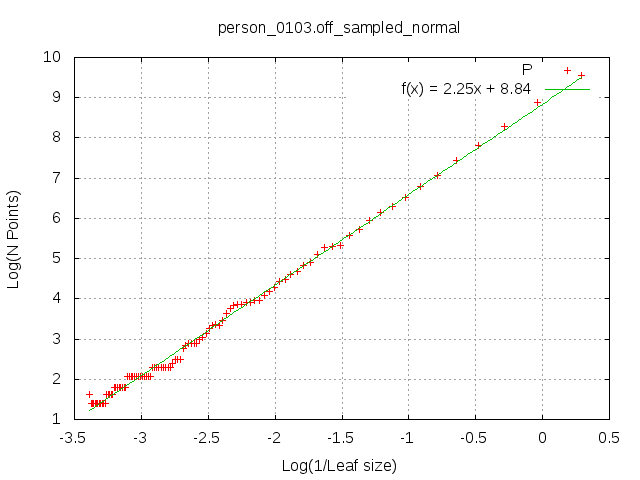 person_0103.off_sampled_normal
10
9
8
7
6
5
4
3
2
1
Log(N Points)
P
f(x) = 2.25x + 8.84
-3.5 -3 -2.5 -2 -1.5 -1 -0.5 0 0.5
Log(1/Leaf size)